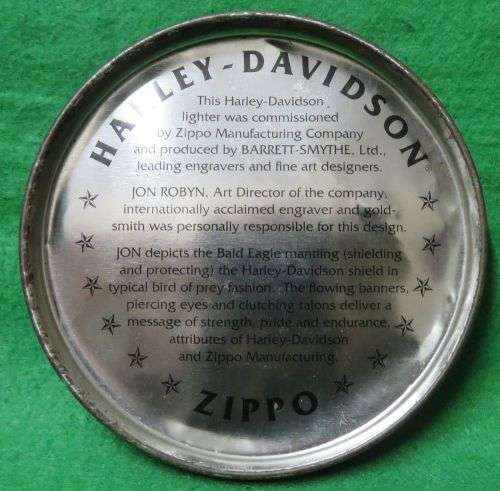 HARLEY-DAVIDSON®
This Harley-Davidson
lighter was commissioned
by Zippo Manufacturing Company
and produced by BARRETT-SMYTHE, Ltd.,
leading engravers and fine art designers.
JON ROBYN, Art Director of the company,
internationally acclaimed engraver and gold-
smith was personally responsible for this design.
JON depicts the Bald Eagle mantling (shielding
and protecting) the Harley-Davidson shield in
typical bird of prey fashion. The flowing banners,
piercing eyes and clutching talons deliver a
message of strength, pride and endurance,
attributes of Harley-Davidson
and Zippo Manufacturing.
ZIPPO